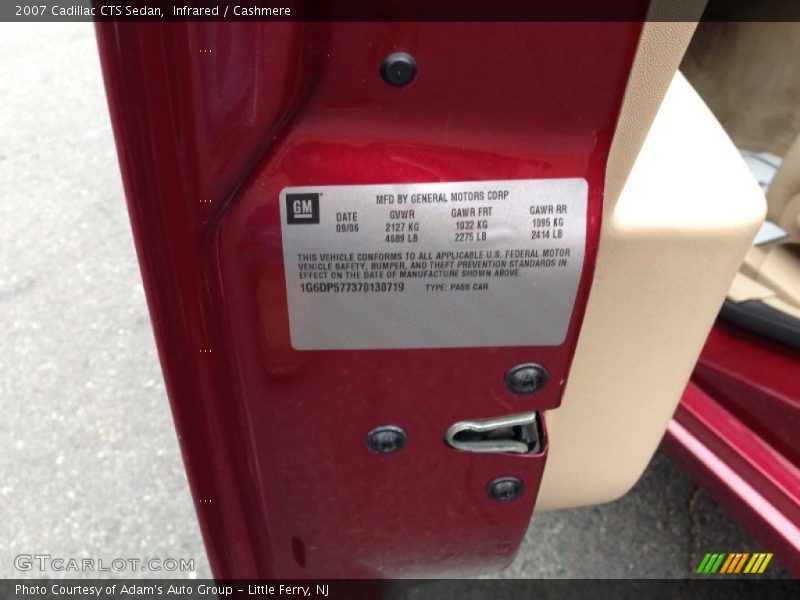 2007 Cadillac CTS Sedan, Infrared / Cashmere
GM
MFD BY GENERAL MOTORS CORP
DATE GVWR GAWR FRT GAWR RR
09/06 2127 KG 1032 KG 1095 KG
4689 LB 2275 LB 2414 LB
THIS VEHICLE CONFORMS TO ALL APPLICABLE U.S. FEDERAL MOTOR
VEHICLE SAFETY, BUMPER, AND THEFT PREVENTION STANDARDS IN
EFFECT ON THE DATE OF MANUFACTURE SHOWN ABOVE.
1G6DP577370130719 TYPE: PASS CAR
GTCARLOT.COM
Photo Courtesy of Adam's Auto Group – Little Ferry, NJ